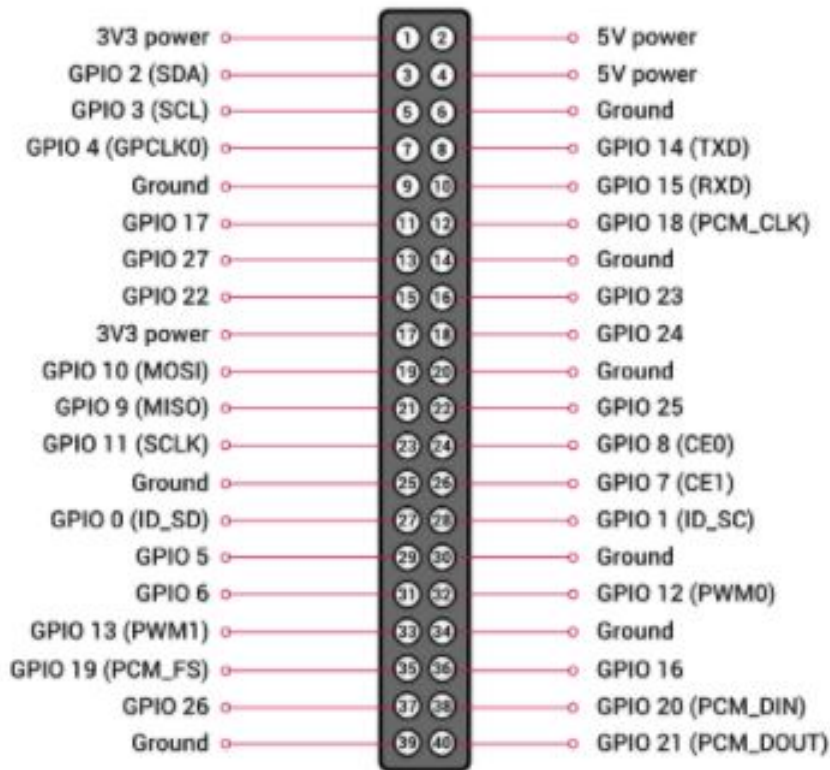 3V3 power 1 2 5V power
GPIO 2 (SDA) 3 4 5V power
GPIO 3 (SCL) 5 6 Ground
GPIO 4 (GPCLK0) 7 8 GPIO 14 (TXD)
Ground 9 10 GPIO 15 (RXD)
GPIO 17 11 12 GPIO 18 (PCM_CLK)
GPIO 27 13 14 Ground
GPIO 22 15 16 GPIO 23
3V3 power 17 18 GPIO 24
GPIO 10 (MOSI) 19 20 Ground
GPIO 9 (MISO) 21 22 GPIO 25
GPIO 11 (SCLK) 23 24 GPIO 8 (CE0)
Ground 25 26 GPIO 7 (CE1)
GPIO 0 (ID_SD) 27 28 GPIO 1 (ID_SC)
GPIO 5 29 30 Ground
GPIO 6 31 32 GPIO 12 (PWM0)
GPIO 13 (PWM1) 33 34 Ground
GPIO 19 (PCM_FS) 35 36 GPIO 16
GPIO 26 37 38 GPIO 20 (PCM_DIN)
Ground 39 40 GPIO 21 (PCM_DOUT)